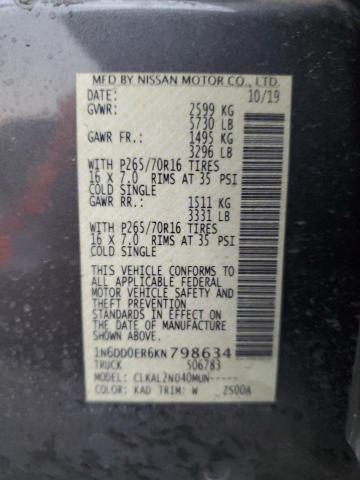 MFD BY NISSAN MOTOR CO., LTD.
DATE: 10/19
GVWR: 2599 KG
5730 LB
GAWR FR.: 1495 KG
3296 LB
WITH P265/70R16 TIRES
16 X 7.0 RIMS AT 35 PSI
COLD SINGLE
GAWR RR.: 1511 KG
3331 LB
WITH P265/70R16 TIRES
16 X 7.0 RIMS AT 35 PSI
COLD SINGLE
THIS VEHICLE CONFORMS TO
ALL APPLICABLE FEDERAL
MOTOR VEHICLE SAFETY AND
AND THEFT PREVENTION
STANDARDS IN EFFECT ON
THE DATE OF MANUFACTURE
SHOWN ABOVE.
1N6DD0ER6KN798634
TRUCK 506783
MODEL: CLKAL2ND40MUN-----
COLOR: KAD TRIM: W 2500A